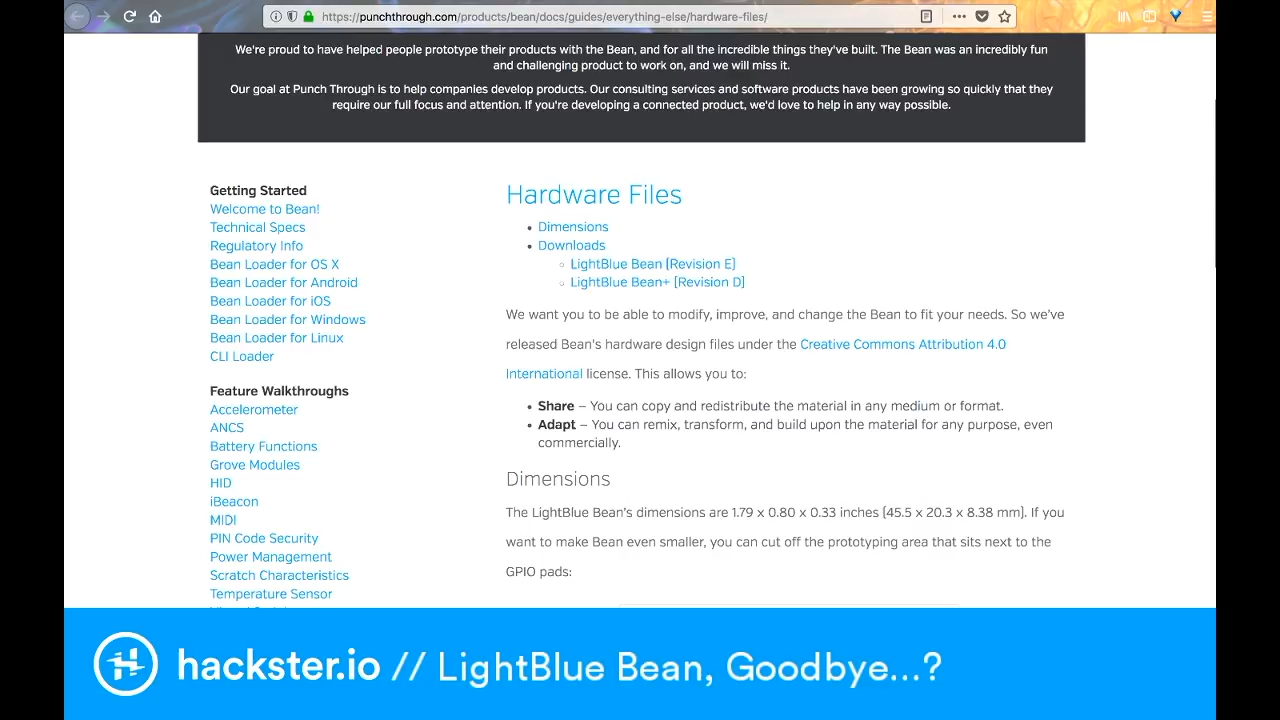 https://punchthrough.com/products/bean/docs/guides/everything-else/hardware-files/
We're proud to have helped people prototype their products with the Bean, and for all the incredible things they've built. The Bean was an incredibly fun
and challenging product to work on, and we will miss it.
Our goal at Punch Through is to help companies develop products. Our consulting services and software products have been growing so quickly that they
require our full focus and attention. If you're developing a connected product, we'd love to help in any way possible.
Getting Started
Welcome to Bean!
Technical Specs
Regulatory Info
Bean Loader for OS X
Bean Loader for Android
Bean Loader for iOS
Bean Loader for Windows
Bean Loader for Linux
CLI Loader
Feature Walkthroughs
Accelerometer
ANCS
Battery Functions
Grove Modules
HID
iBeacon
MIDI
PIN Code Security
Power Management
Scratch Characteristics
Temperature Sensor
Hardware Files
Dimensions
Downloads
LightBlue Bean [Revision E]
LightBlue Bean+ [Revision D]
We want you to be able to modify, improve, and change the Bean to fit your needs. So we've
released Bean's hardware design files under the Creative Commons Attribution 4.0
International license. This allows you to:
Share – You can copy and redistribute the material in any medium or format.
Adapt – You can remix, transform, and build upon the material for any purpose, even
commercially.
Dimensions
The LightBlue Bean's dimensions are 1.79 x 0.80 x 0.33 inches [45.5 x 20.3 x 8.38 mm]. If you
want to make Bean even smaller, you can cut off the prototyping area that sits next to the
GPIO pads:
hackster.io // LightBlue Bean, Goodbye...?